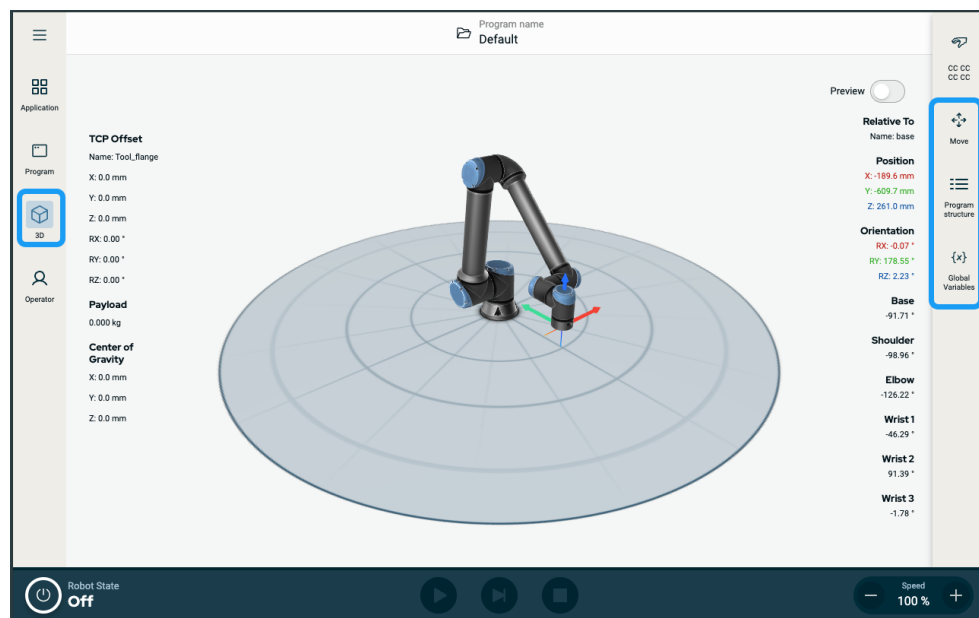 Program name
Default
CC CC
CC CC
Application
Program
3D
Operator
TCP Offset
Name: Tool_flange
X: 0.0 mm
Y: 0.0 mm
Z: 0.0 mm
RX: 0.00 °
RY: 0.00 °
RZ: 0.00 °
Payload
0.000 kg
Center of
Gravity
X: 0.0 mm
Y: 0.0 mm
Z: 0.0 mm
Preview
Relative To
Name: base
Position
X: -189.6 mm
Y: -609.7 mm
Z: 261.0 mm
Orientation
RX: -0.07 °
RY: 178.55 °
RZ: 2.23 °
Base
-91.71 °
Shoulder
-98.96 °
Elbow
-126.22 °
Wrist 1
-46.29 °
Wrist 2
91.39 °
Wrist 3
-1.78 °
Move
Program
structure
{x}
Global
Variables
Robot State
Off
Speed
100 %